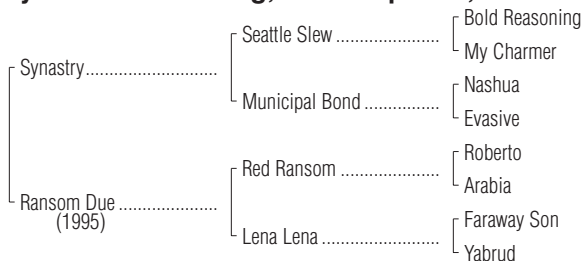 Bold Reasoning
Seattle Slew ..................
My Charmer
Synastry............................
Nashua
Municipal Bond ................
Evasive
Roberto
Red Ransom ...................
Arabia
Ransom Due .....................
(1995)
Faraway Son
Lena Lena .........................
Yabrud